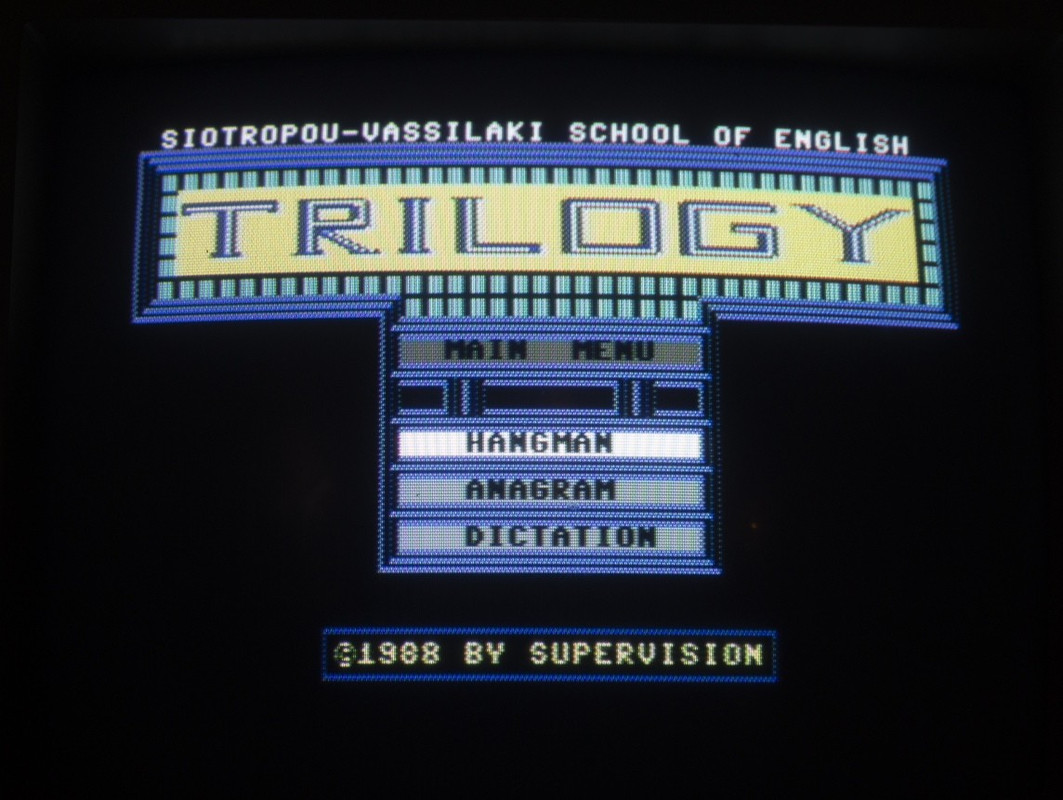 SIOTROPOU-VASSILAKI SCHOOL OF ENGLISH
TRILOGY
MAIN MENU
HANGMAN
ANAGRAM
DICTATION
©1988 BY SUPERVISION